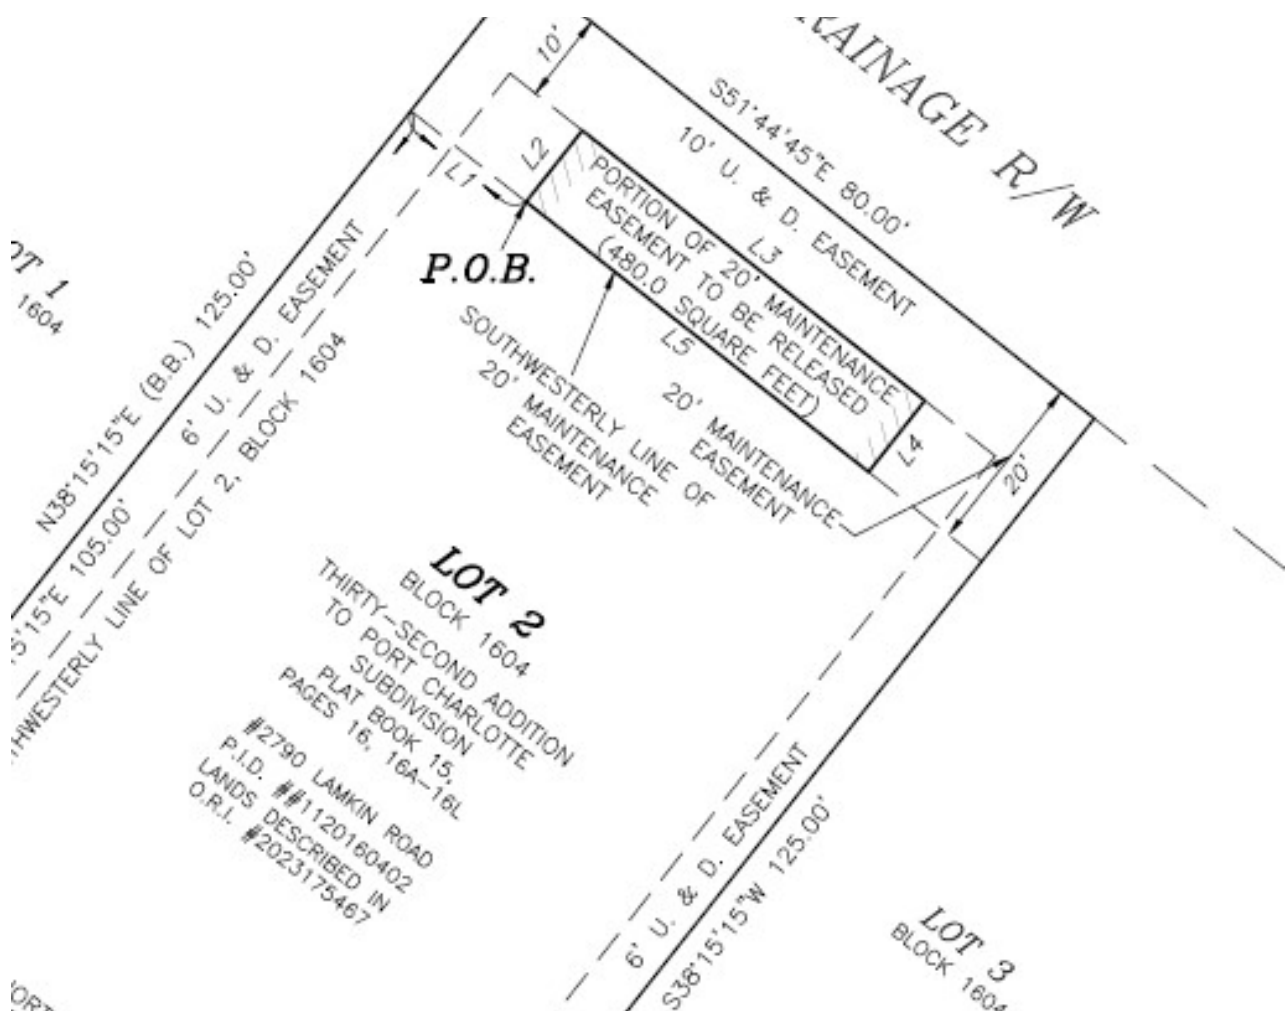 RAINAGE R/W
10'
S51°44'45"E 80.00'
10' U. & D. EASEMENT
L2
L1
PORTION OF 20' MAINTENANCE
EASEMENT TO BE RELEASED
(480.0 SQUARE FEET)
L3
L5
L4
P.O.B.
20'
SOUTHWESTERLY LINE OF
20' MAINTENANCE
EASEMENT
20' MAINTENANCE
EASEMENT
OT 1
1604
N38°15'15"E (B.B.) 125.00'
6' U. & D. EASEMENT
5'15"E 105.00'
THWESTERLY LINE OF LOT 2, BLOCK 1604
LOT 2
BLOCK 1604
THIRTY-SECOND ADDITION
TO PORT CHARLOTTE
SUBDIVISION
PLAT BOOK 15,
PAGES 16, 16A-16L
#2790 LAMKIN ROAD
P.I.D. ##1120160402
LANDS DESCRIBED IN
O.R.I. #2023175467
6' U. & D. EASEMENT
S38°15'15"W 125.00'
LOT 3
BLOCK 1604